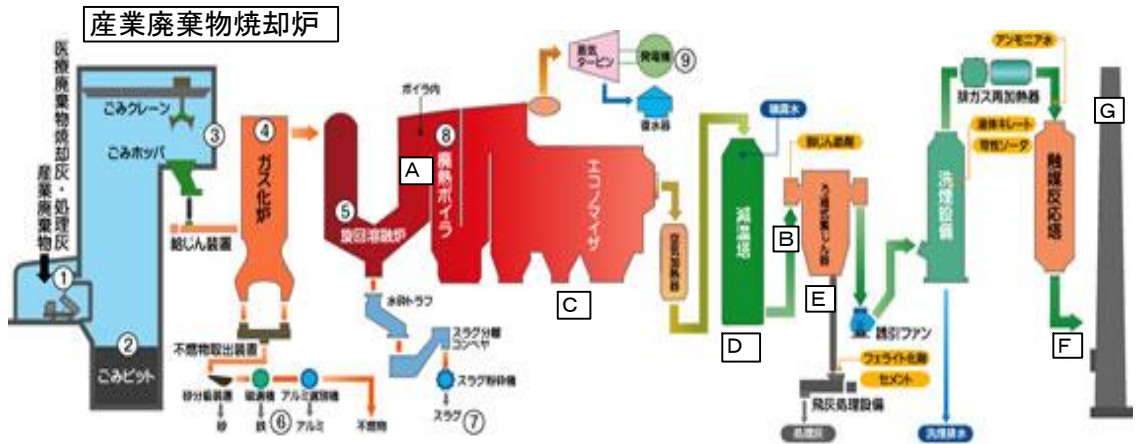 産業廃棄物焼却炉
医療廃棄物焼却灰・処理灰
産業廃棄物
①
②
ごみピット
ごみクレーン
③
ごみホッパ
給じん装置
④
ガス化炉
不燃物取出装置
砂分級装置
磁選機
アルミ選別機
砂
鉄
⑥
アルミ
不燃物
⑤
旋回溶融炉
水砕トラフ
スラグ分離
コンベヤ
スラグ粉砕機
スラグ
⑦
ボイラ内
A
⑧
廃熱ボイラ
エコノマイザ
C
蒸気
タービン
発電機
⑨
復水器
空気加熱器
噴霧水
減温塔
D
B
ろ過式集じん器
E
フェライト化剤
セメント
飛灰処理設備
処理灰
誘引ファン
洗煙設備
液体キレート
苛性ソーダ
洗煙排水
排ガス再加熱器
アンモニア水
触媒反応塔
F
G